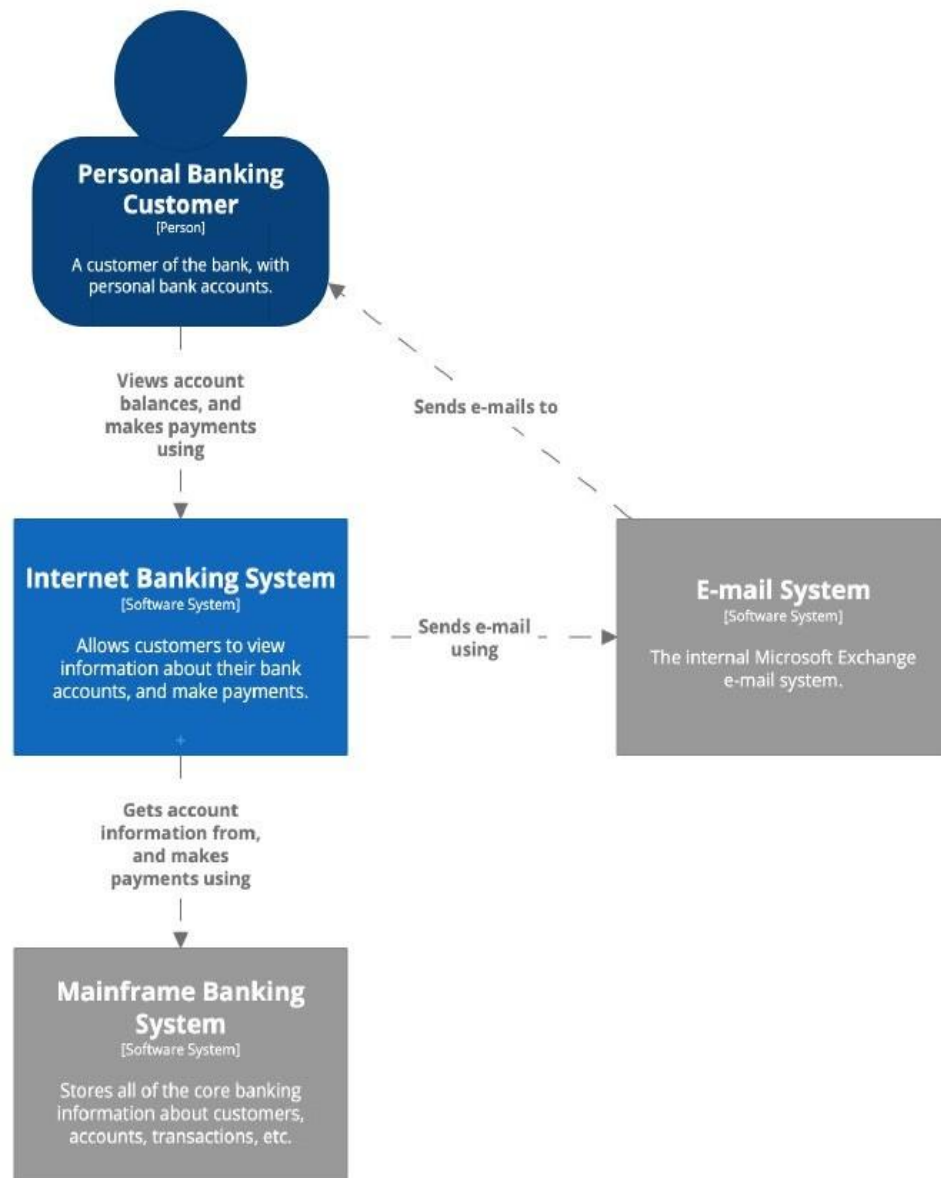 Personal Banking
Customer
[Person]
A customer of the bank, with
personal bank accounts.
Views account
balances, and
makes payments
using
Sends e-mails to
Internet Banking System
[Software System]
Allows customers to view
information about their bank
accounts, and make payments.
+
Sends e-mail
using
E-mail System
[Software System]
The internal Microsoft Exchange
e-mail system.
Gets account
information from,
and makes
payments using
Mainframe Banking
System
[Software System]
Stores all of the core banking
information about customers,
accounts, transactions, etc.